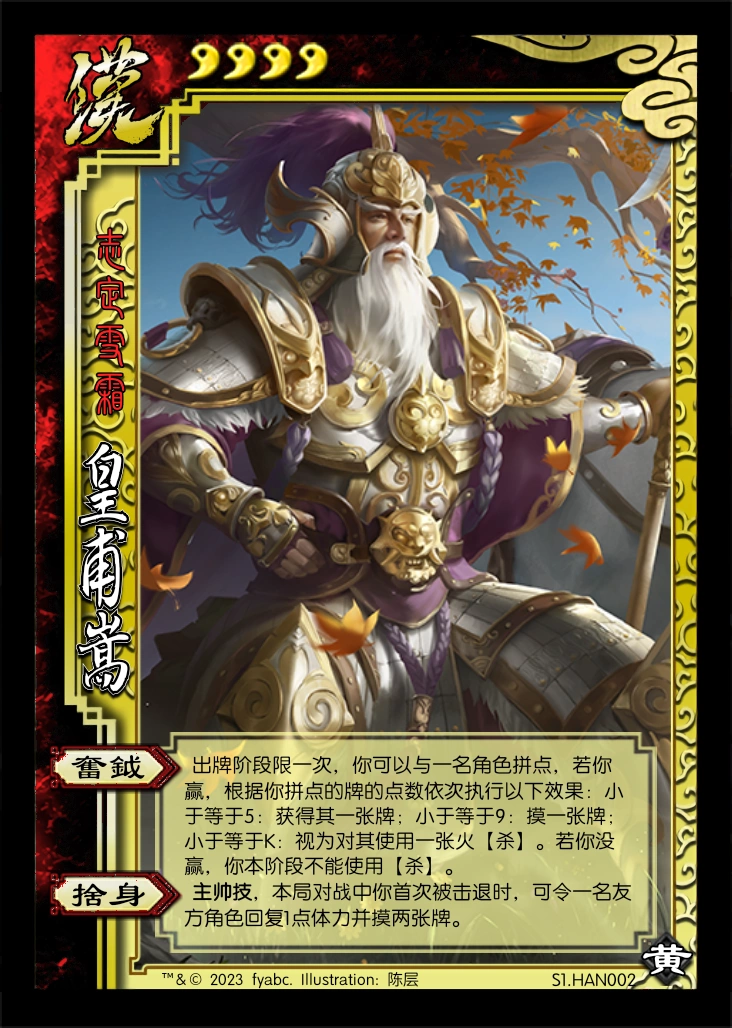 漢
志定雪霜
皇甫嵩
奮鉞
出牌阶段限一次，你可以与一名角色拼点，若你
赢，根据你拼点的牌的点数依次执行以下效果：小
于等于5：获得其一张牌；小于等于9：摸一张牌；
小于等于K：视为对其使用一张火【杀】。若你没
赢，你本阶段不能使用【杀】。
捨身
主帅技，本局对战中你首次被击退时，可令一名友
方角色回复1点体力并摸两张牌。
™&© 2023 fyabc. Illustration: 陈层
S1.HAN002
黄